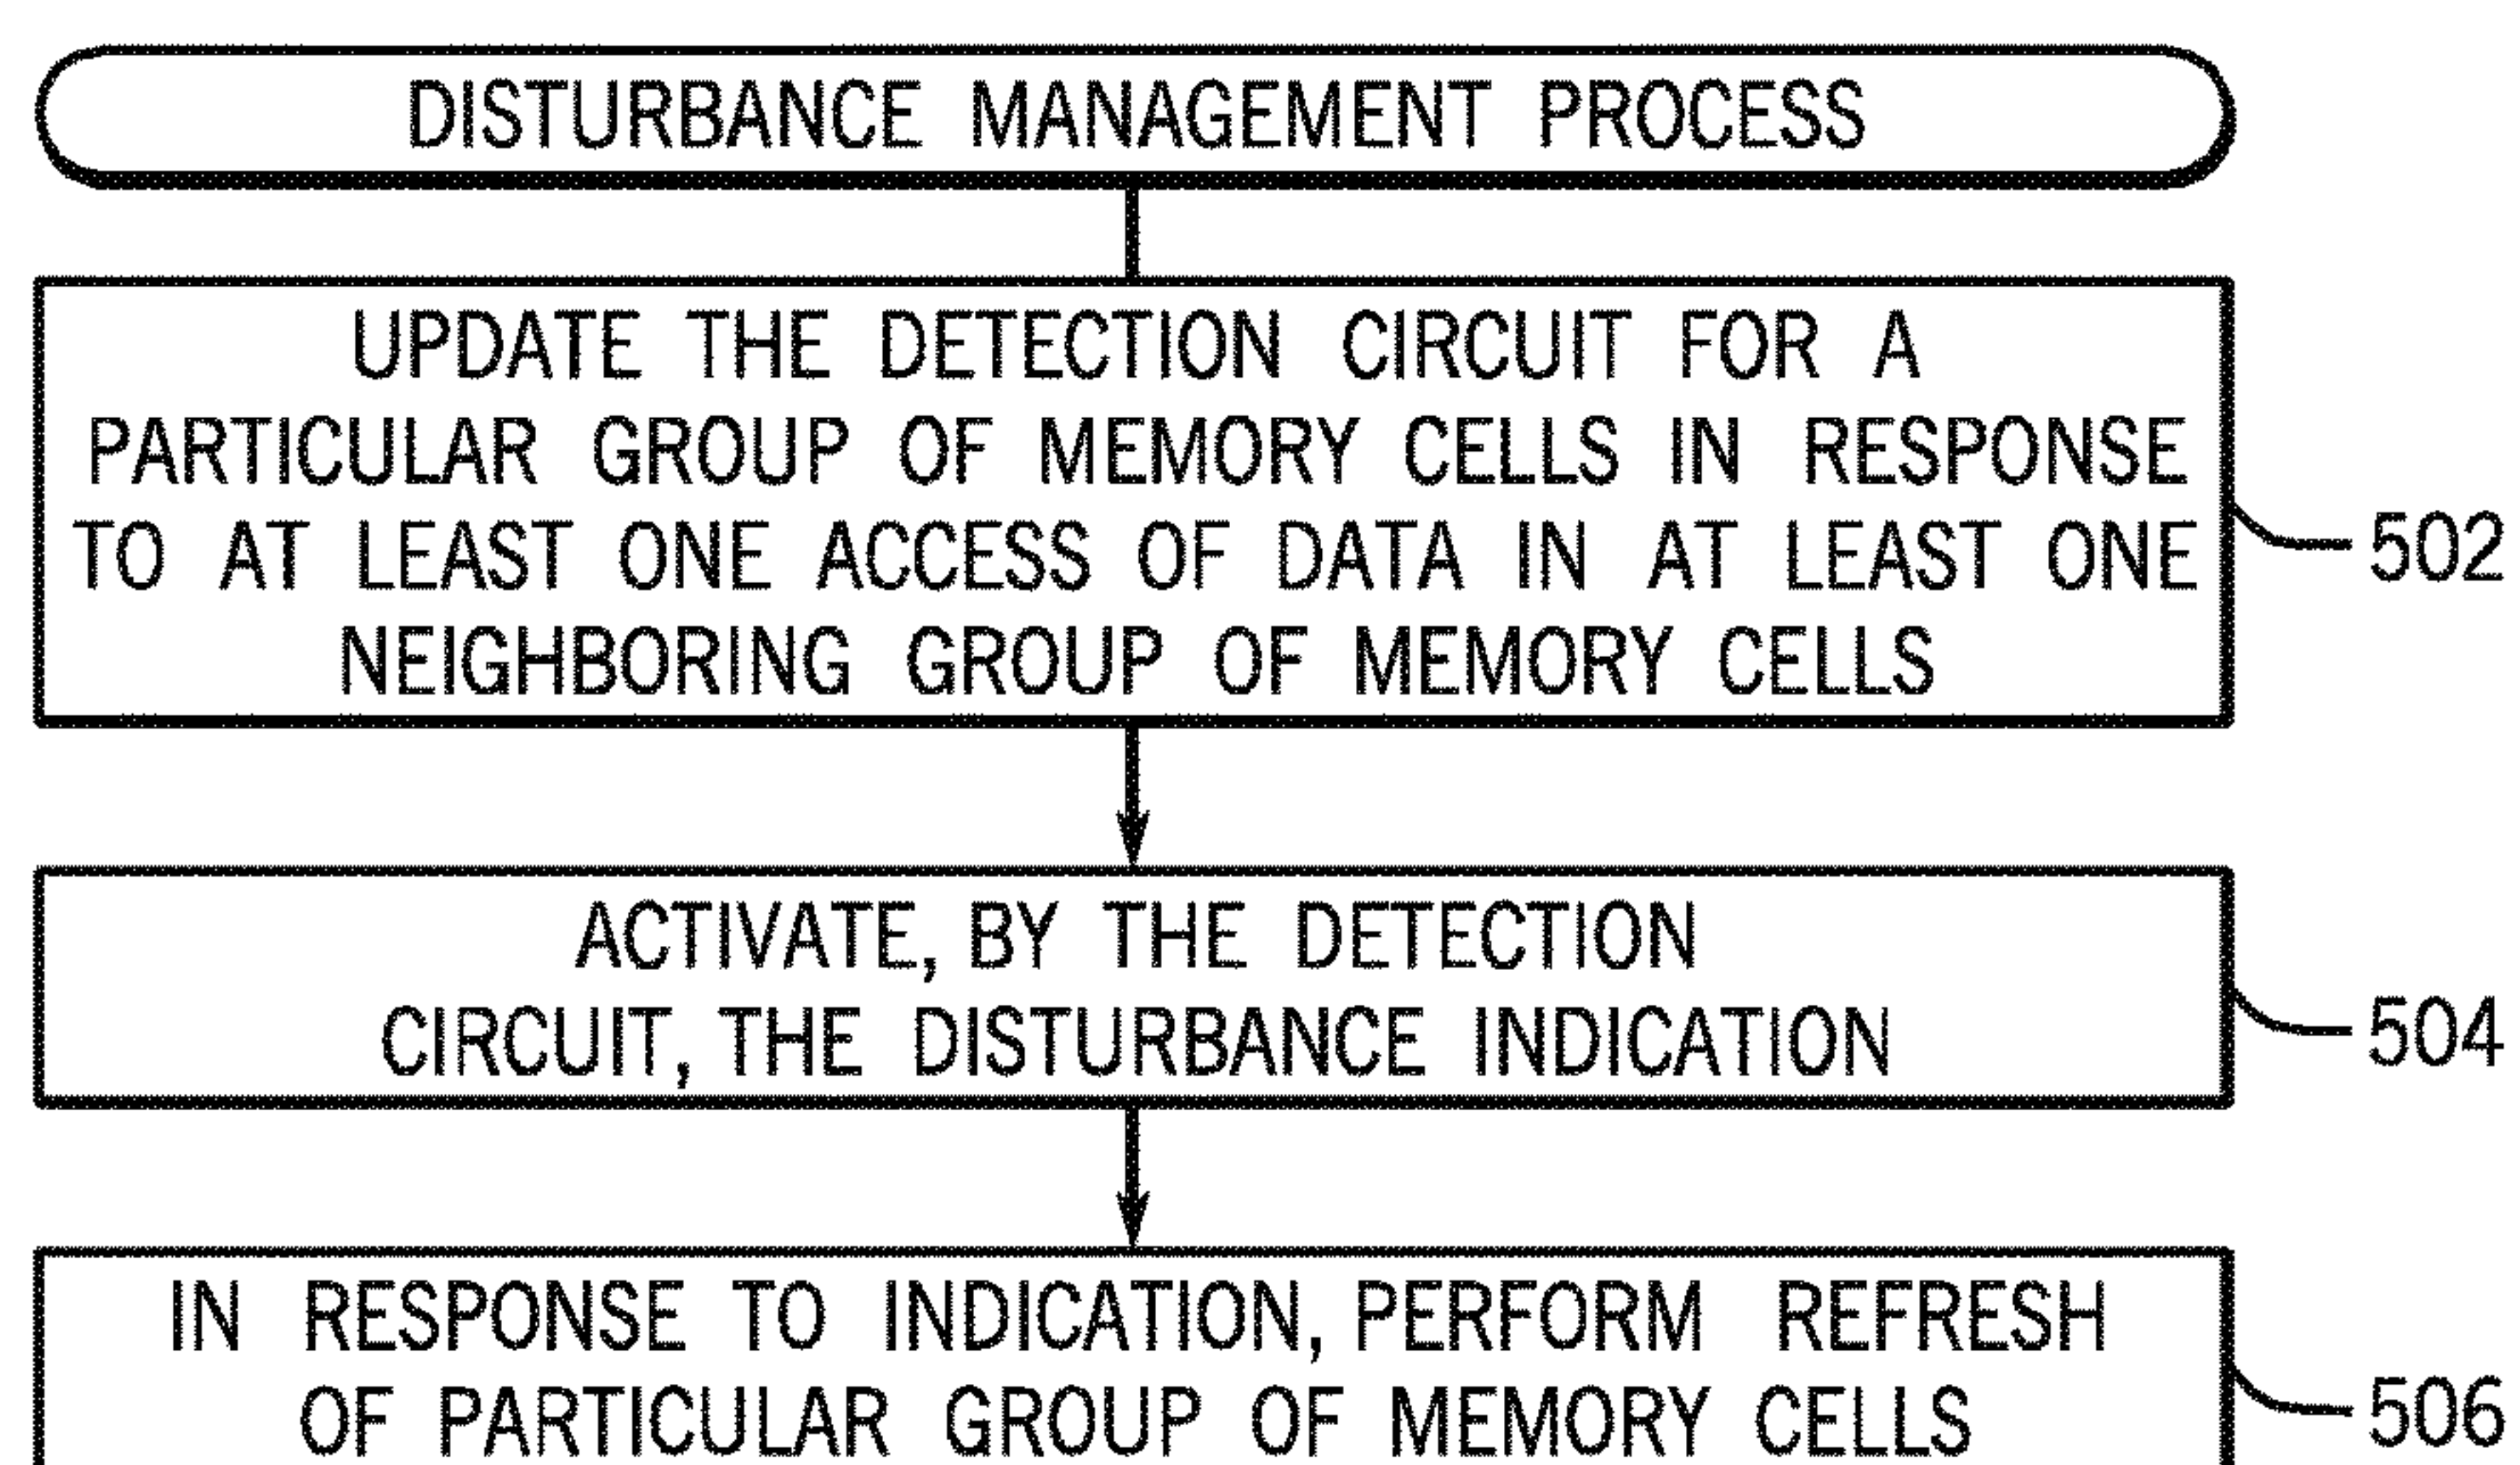 DISTURBANCE MANAGEMENT PROCESS
UPDATE THE DETECTION CIRCUIT FOR A
PARTICULAR GROUP OF MEMORY CELLS IN RESPONSE
TO AT LEAST ONE ACCESS OF DATA IN AT LEAST ONE
NEIGHBORING GROUP OF MEMORY CELLS
502
ACTIVATE, BY THE DETECTION
CIRCUIT, THE DISTURBANCE INDICATION
504
IN RESPONSE TO INDICATION, PERFORM REFRESH
OF PARTICULAR GROUP OF MEMORY CELLS
506